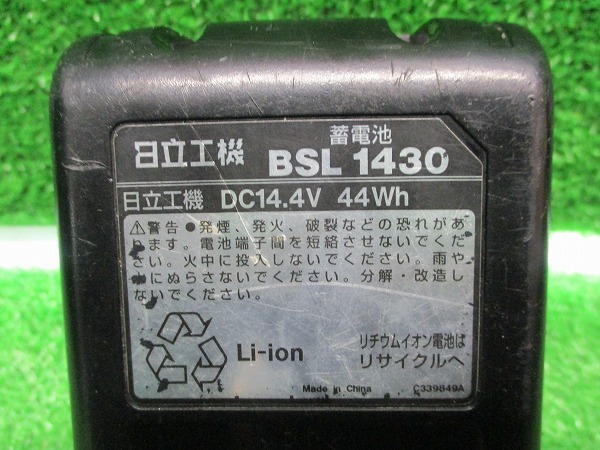 日立工機 蓄電池
BSL 1430
日立工機 DC14.4V 44Wh
⚠警告 ●発煙、発火、破裂などの恐れがあ
ります。電池端子間を短絡させないでくだ
さい。火中に投入しないでください。雨や
水にぬらさないでください。分解・改造し
ないでください。
Li-ion
リチウムイオン電池は
リサイクルへ
Made in China C339849A